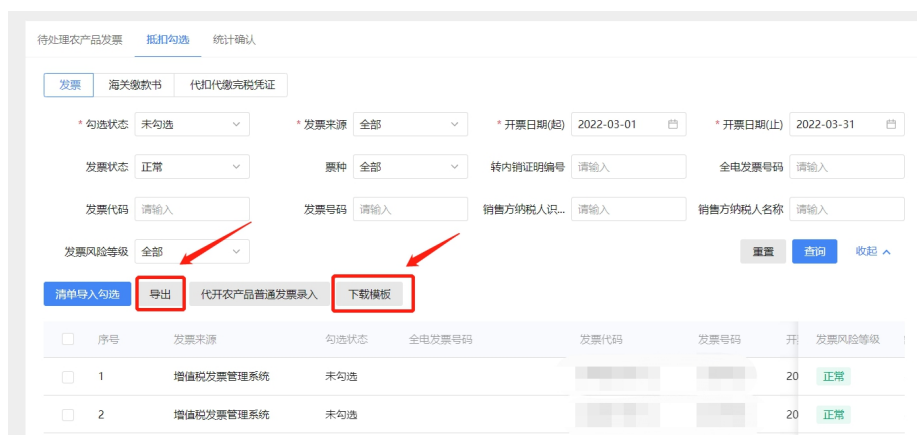 待处理农产品发票 抵扣勾选 统计确认
发票 海关缴款书 代扣代缴完税凭证
* 勾选状态 未勾选 * 发票来源 全部 * 开票日期(起) 2022-03-01 * 开票日期(止) 2022-03-31
发票状态 正常 票种 全部 转内销证明编号 请输入 全电发票号码 请输入
发票代码 请输入 发票号码 请输入 销售方纳税人识... 请输入 销售方纳税人名称 请输入
发票风险等级 全部 重置 查询 收起
清单导入勾选 导出 代开农产品普通发票录入 下载模板
序号 发票来源 勾选状态 全电发票号码 发票代码 发票号码 开 发票风险等级
1 增值税发票管理系统 未勾选 20 正常
2 增值税发票管理系统 未勾选 20 正常